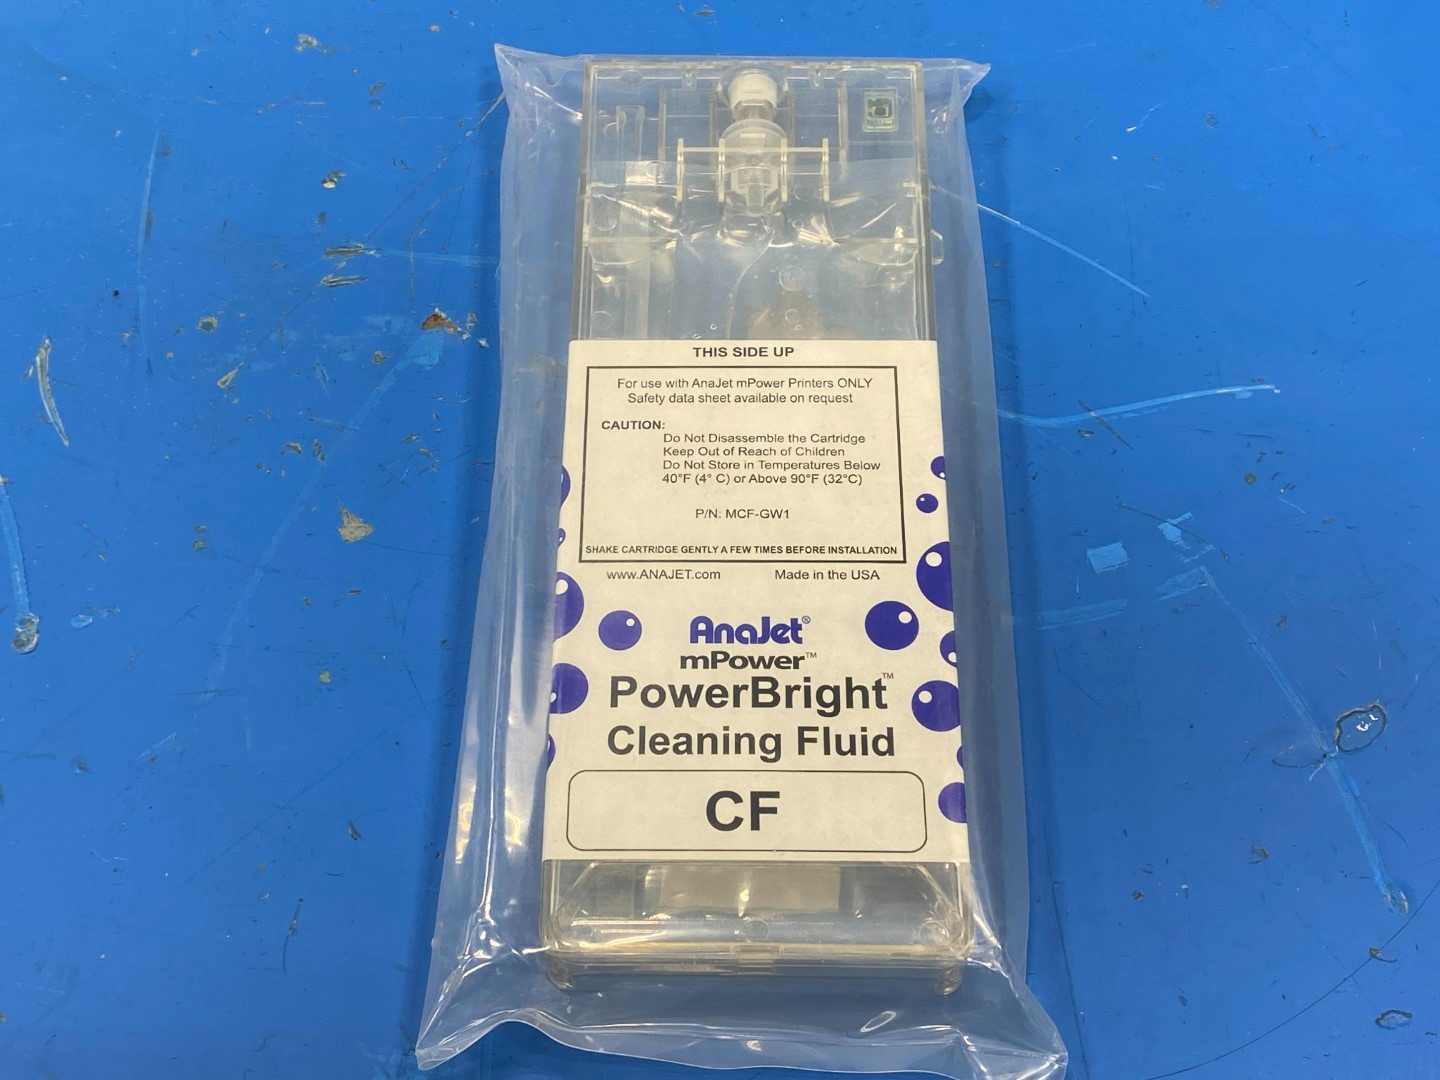 THIS SIDE UP
For use with AnaJet mPower Printers ONLY
Safety data sheet available on request
CAUTION:
Do Not Disassemble the Cartridge
Keep Out of Reach of Children
Do Not Store in Temperatures Below
40°F (4° C) or Above 90°F (32°C)
P/N: MCF-GW1
SHAKE CARTRIDGE GENTLY A FEW TIMES BEFORE INSTALLATION
www.ANAJET.com Made in the USA
AnaJet®
mPower™
PowerBright™
Cleaning Fluid
CF